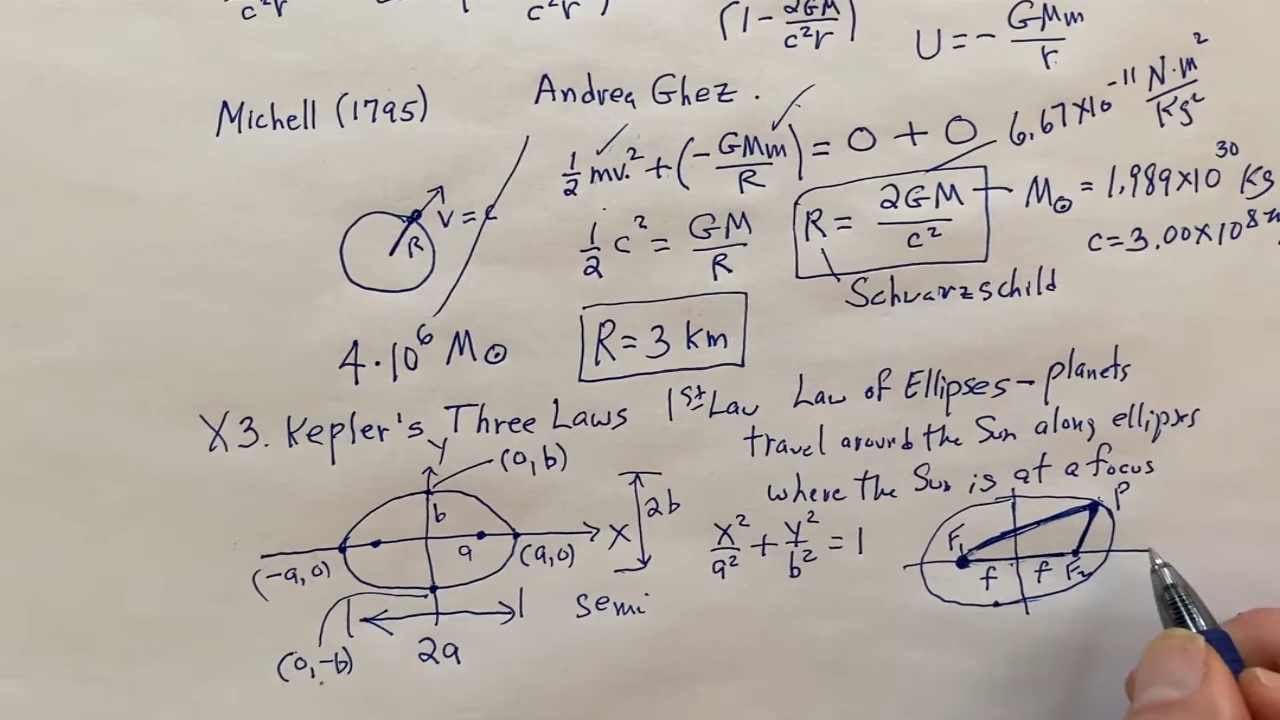 c²r c²r (1 - 2GM/c²r) U = - GMm/r
Michell (1795) Andrea Ghez.
½ mv² + (- GMm/R) = 0 + 0 6.67×10⁻¹¹ N·m²/Kg²
V = c R
½ c² = GM/R R = 2GM/c² M⊙ = 1.989×10³⁰ Kg
c = 3.00×10⁸
Schwarzschild
4·10⁶ M⊙ R = 3 km
X3. Kepler's Three Laws 1st Law Law of Ellipses - planets
travel around the Sun along ellipses
where the Sun is at a focus
y (0, b) 2b
b a X
(-a, 0) (a, 0)
x²/a² + y²/b² = 1
F₁ P f f F₂
semi
(0, -b) 2a